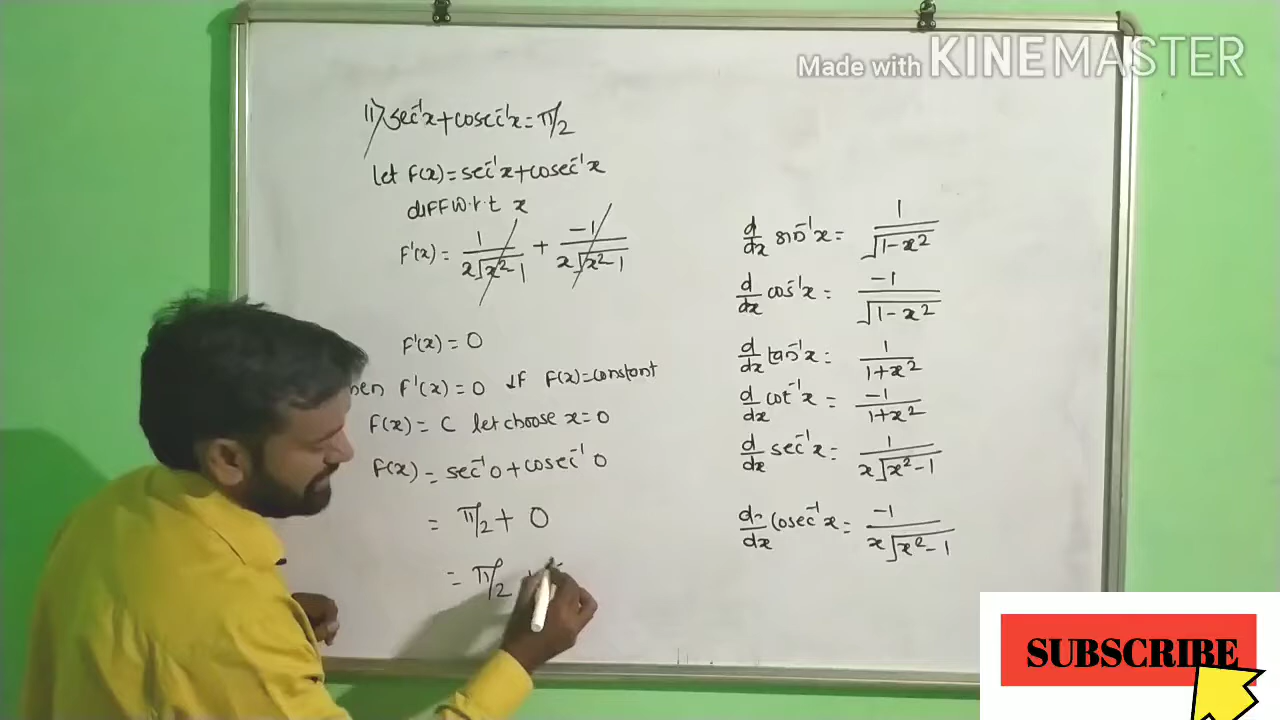 Made with KINEMASTER
11) sec⁻¹x+cosec⁻¹x=π/2
let F(x)=sec⁻¹x+cosec⁻¹x
diFF w.r.t x
F'(x)= 1/x√x²-1 + -1/x√x²-1
F'(x)= 0
hen F'(x)=0 iF F(x)=constant
F(x)= C let choose x=0
F(x)= sec⁻¹0+cosec⁻¹0
= π/2+ 0
= π/2
d/dx sin⁻¹x= 1/√1-x²
d/dx cos⁻¹x= -1/√1-x²
d/dx tan⁻¹x= 1/1+x²
d/dx cot⁻¹x= -1/1+x²
d/dx sec⁻¹x= 1/x√x²-1
d/dx cosec⁻¹x= -1/x√x²-1
SUBSCRIBE